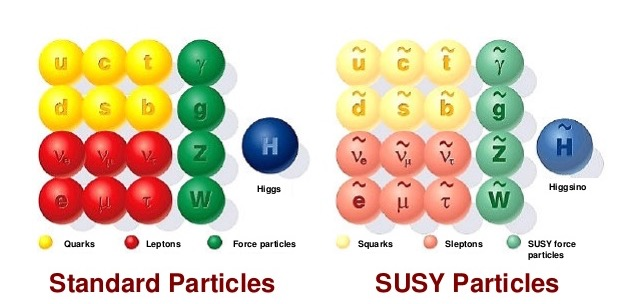 u c t γ ũ c̃ t̃ γ̃
d s b g d̃ s̃ b̃ g̃
H H̃
νe νμ ντ Z ν̃e ν̃μ ν̃τ Z̃
Higgs Higgsino
e μ τ W ẽ μ̃ τ̃ W̃
Quarks Leptons Force particles Squarks Sleptons SUSY force
particles
Standard Particles SUSY Particles